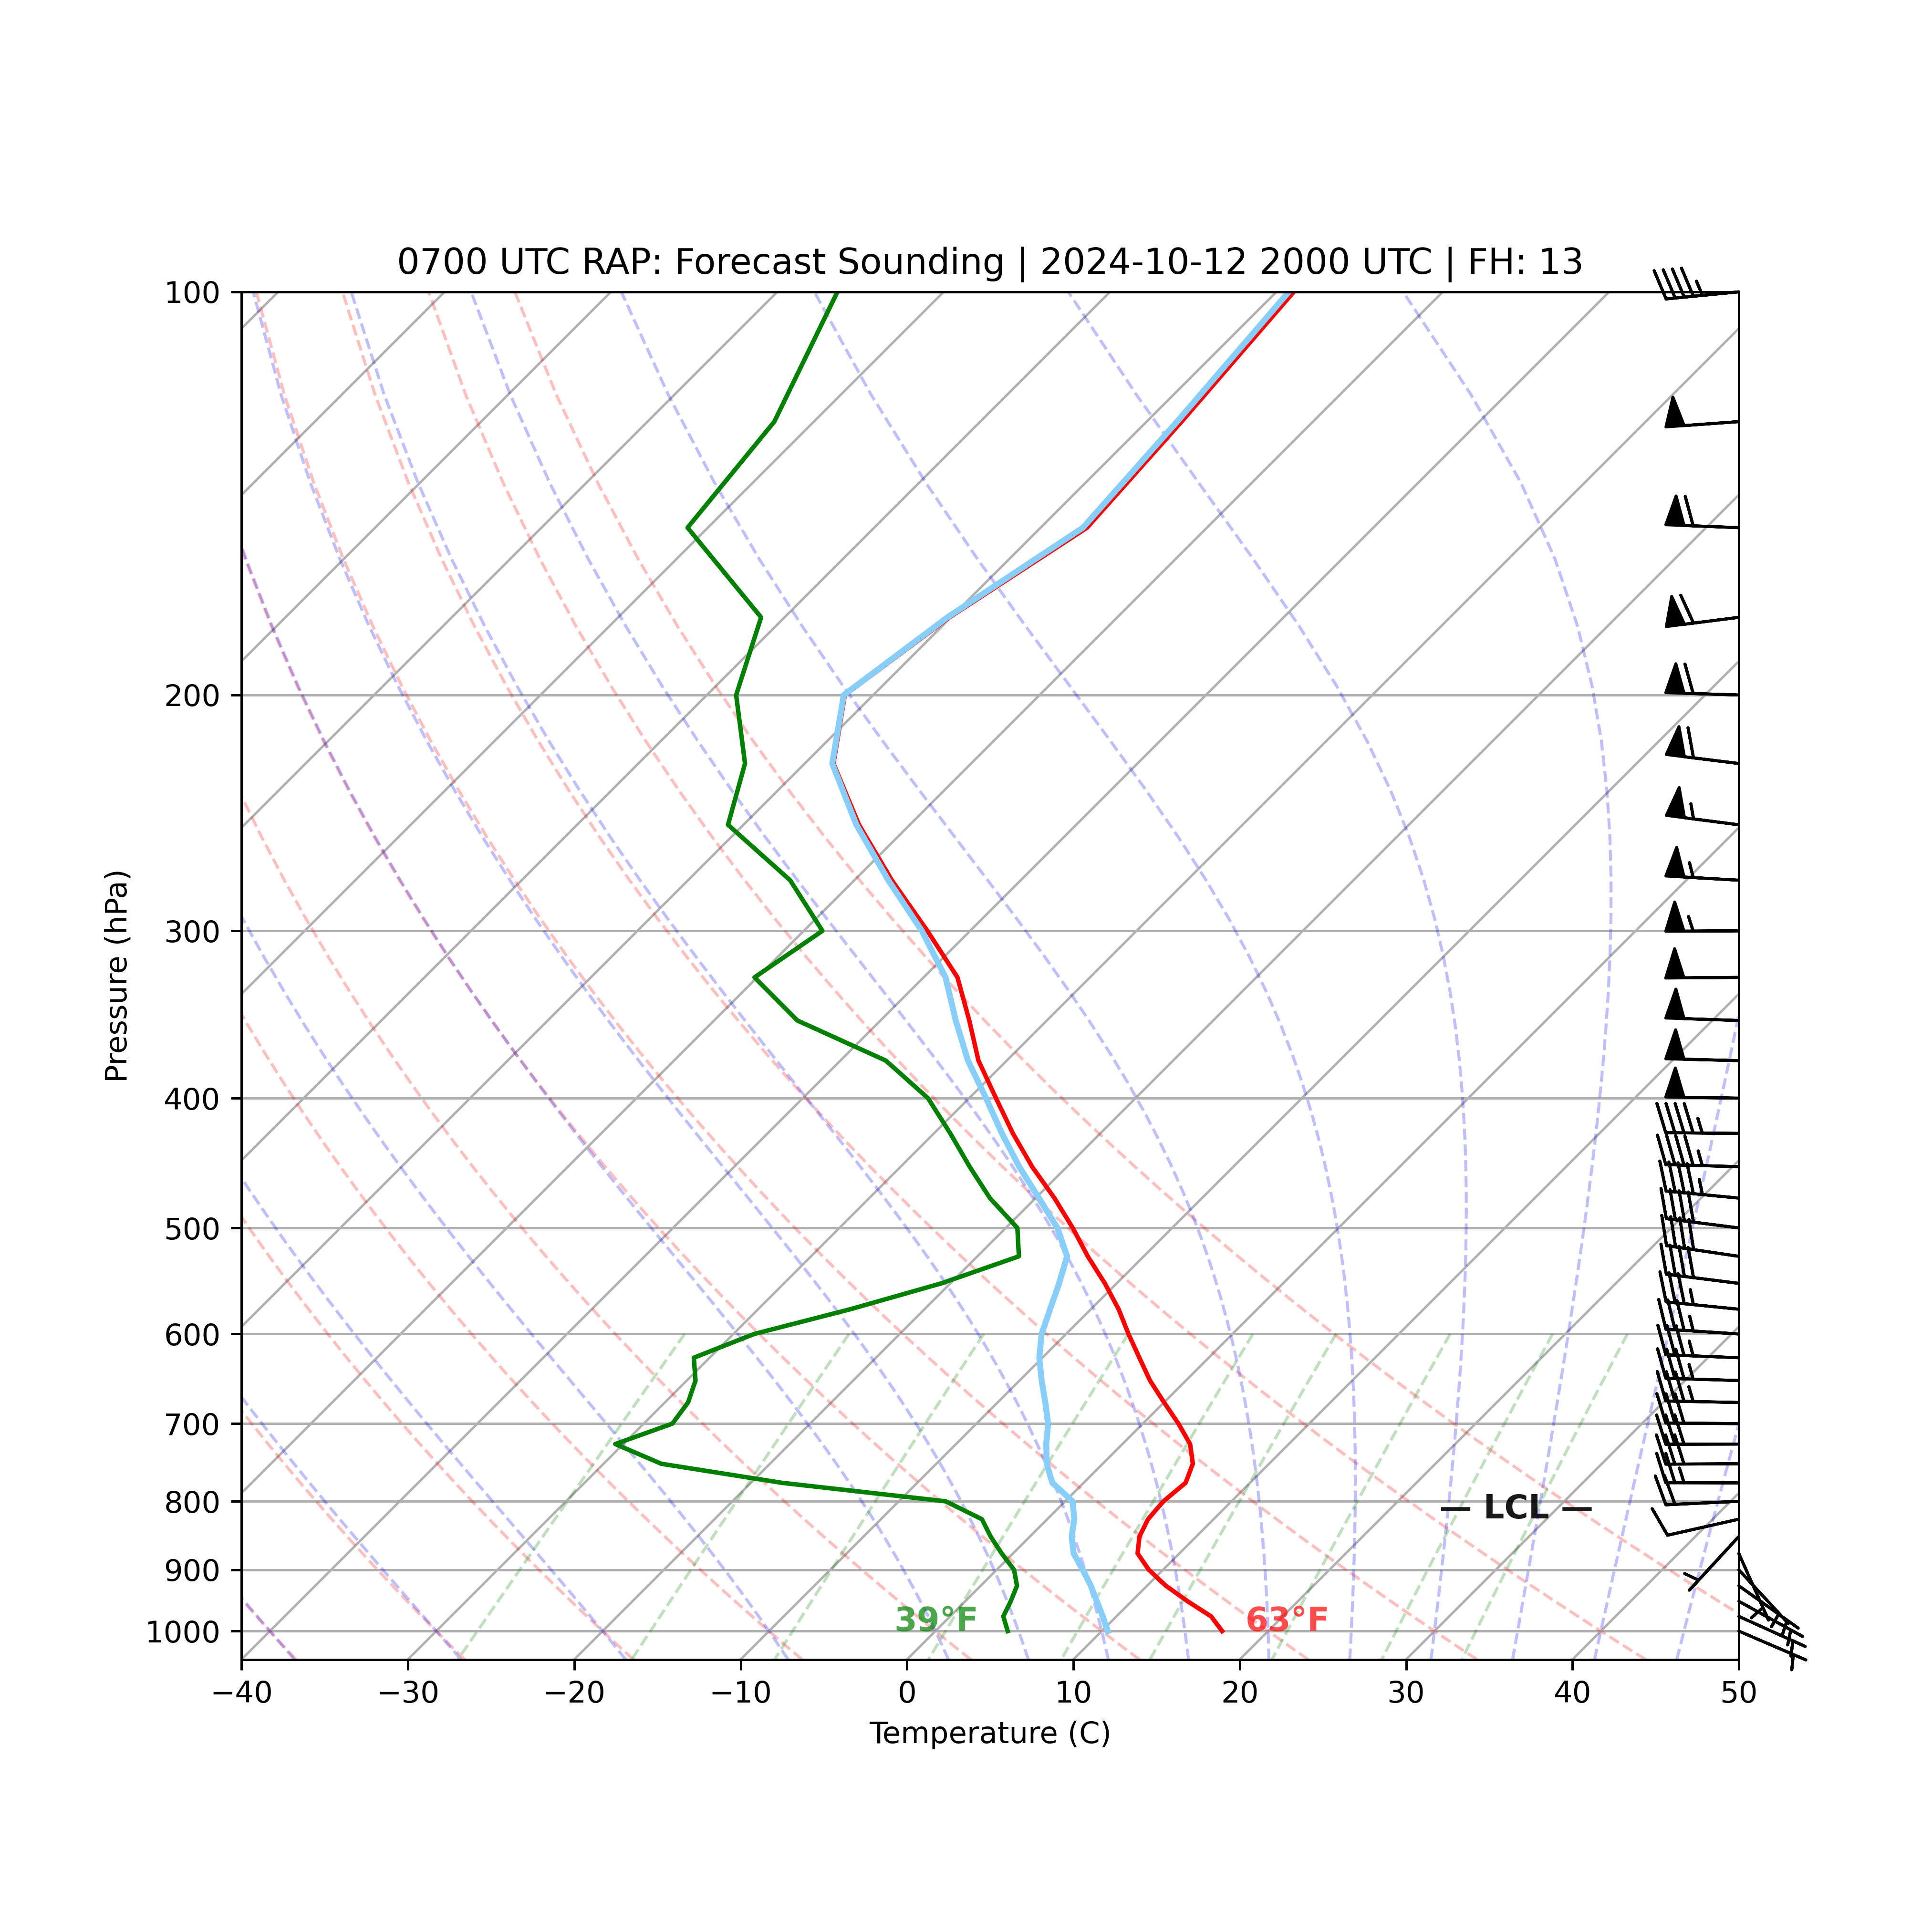 0700 UTC RAP: Forecast Sounding | 2024-10-12 2000 UTC | FH: 13
100
200
300
400
500
600
700
800
900
1000
Pressure (hPa)
— LCL —
39°F
63°F
−40 −30 −20 −10 0 10 20 30 40 50
Temperature (C)